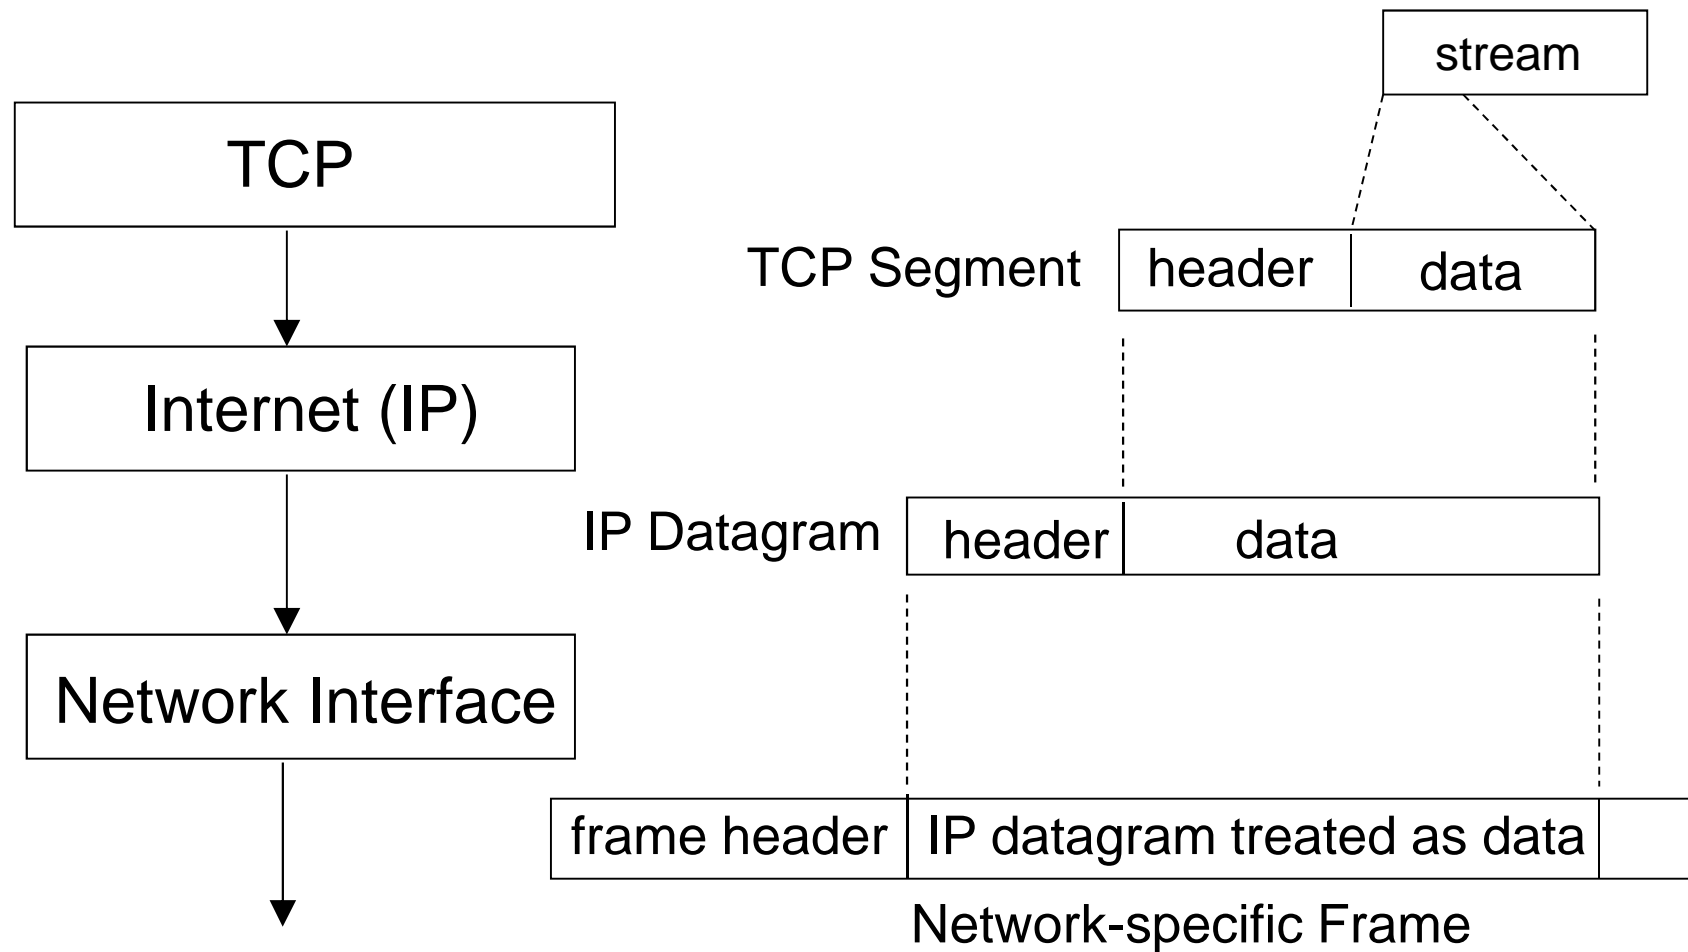 stream
TCP
TCP Segment
header
data
Internet (IP)
IP Datagram
header
data
Network Interface
frame header
IP datagram treated as data
Network-specific Frame